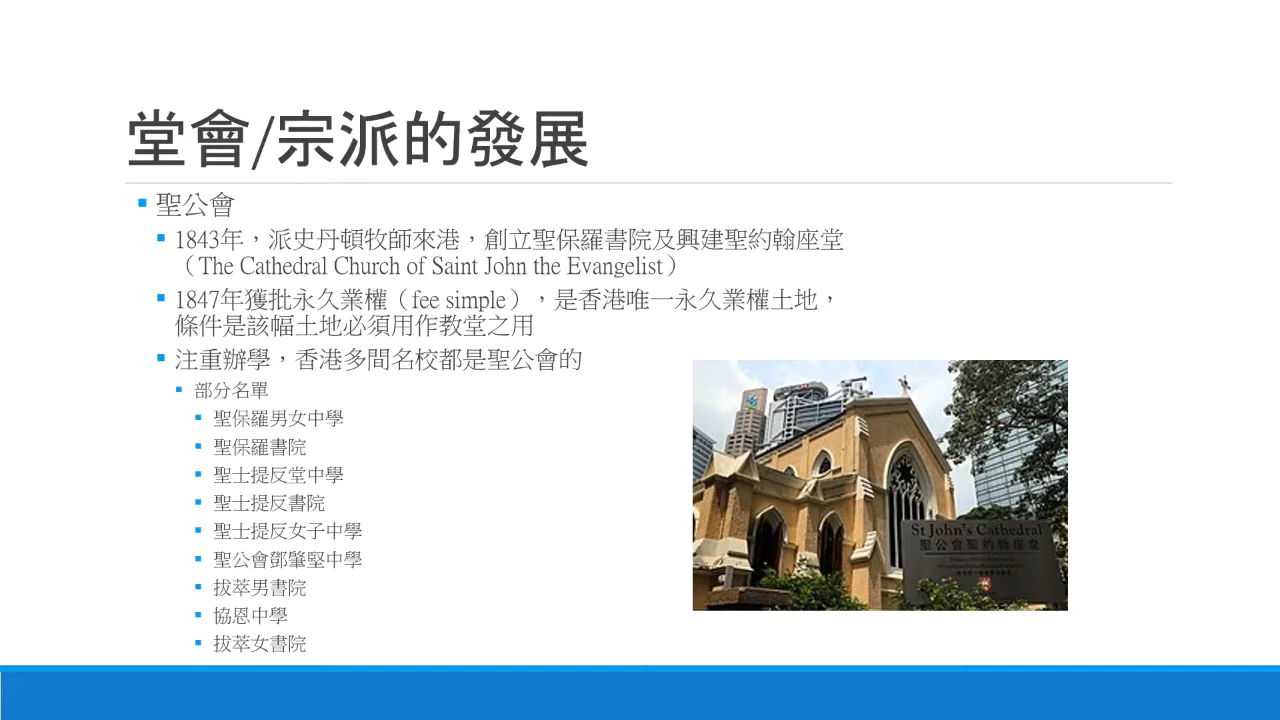 堂會/宗派的發展
聖公會
1843年，派史丹頓牧師來港，創立聖保羅書院及興建聖約翰座堂
（The Cathedral Church of Saint John the Evangelist）
1847年獲批永久業權（fee simple），是香港唯一永久業權土地，
條件是該幅土地必須用作教堂之用
注重辦學，香港多間名校都是聖公會的
部分名單
聖保羅男女中學
聖保羅書院
聖士提反堂中學
聖士提反書院
聖士提反女子中學
聖公會鄧肇堅中學
拔萃男書院
協恩中學
拔萃女書院
St John's Cathedral
聖公會聖約翰座堂